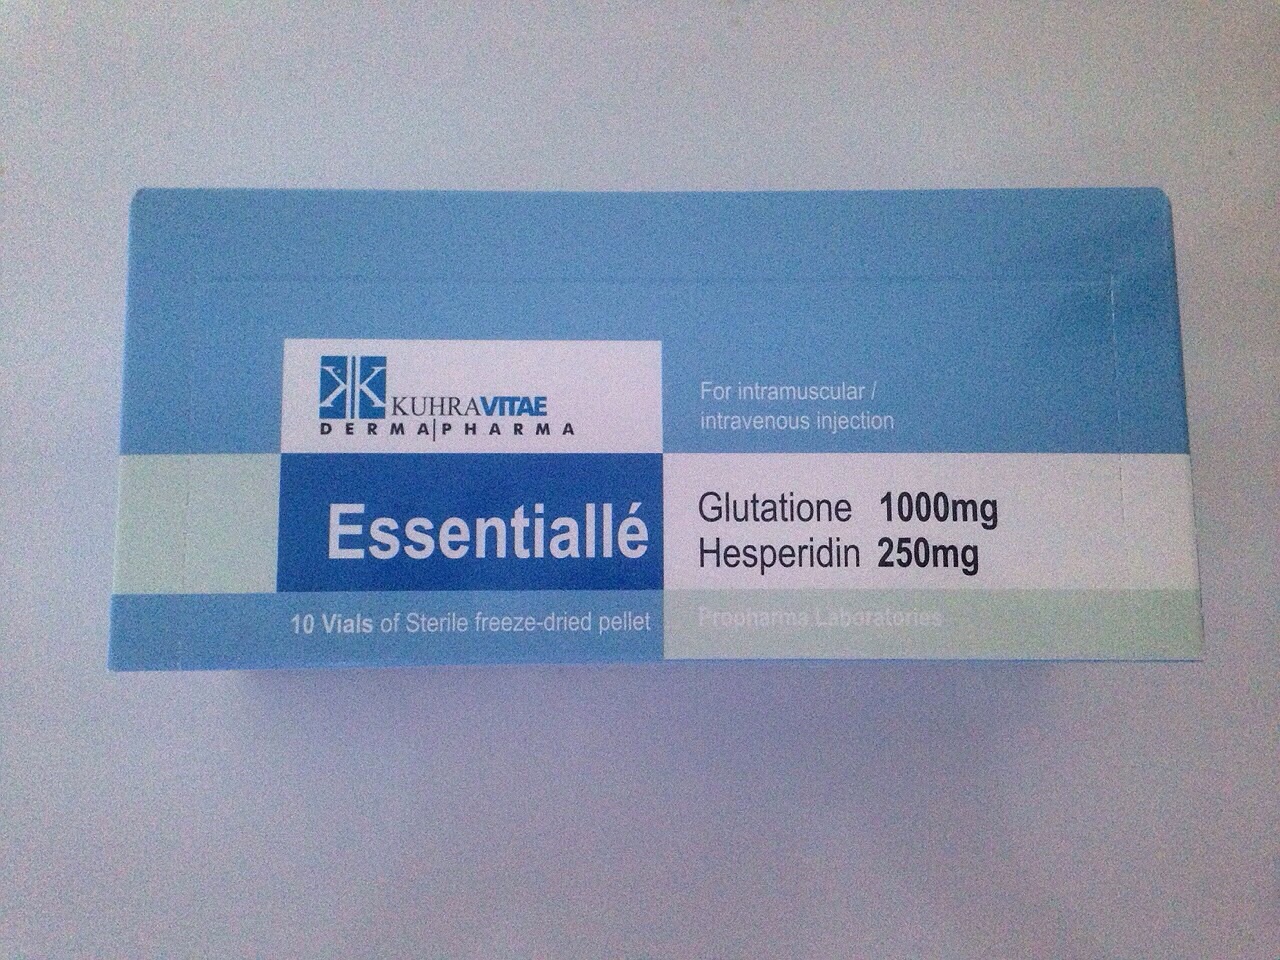 KUHRAVITAE
DERMA|PHARMA
For intramuscular /
intravenous injection
Essentiallé
Glutatione 1000mg
Hesperidin 250mg
10 Vials of Sterile freeze-dried pellet
Propharma Laboratories